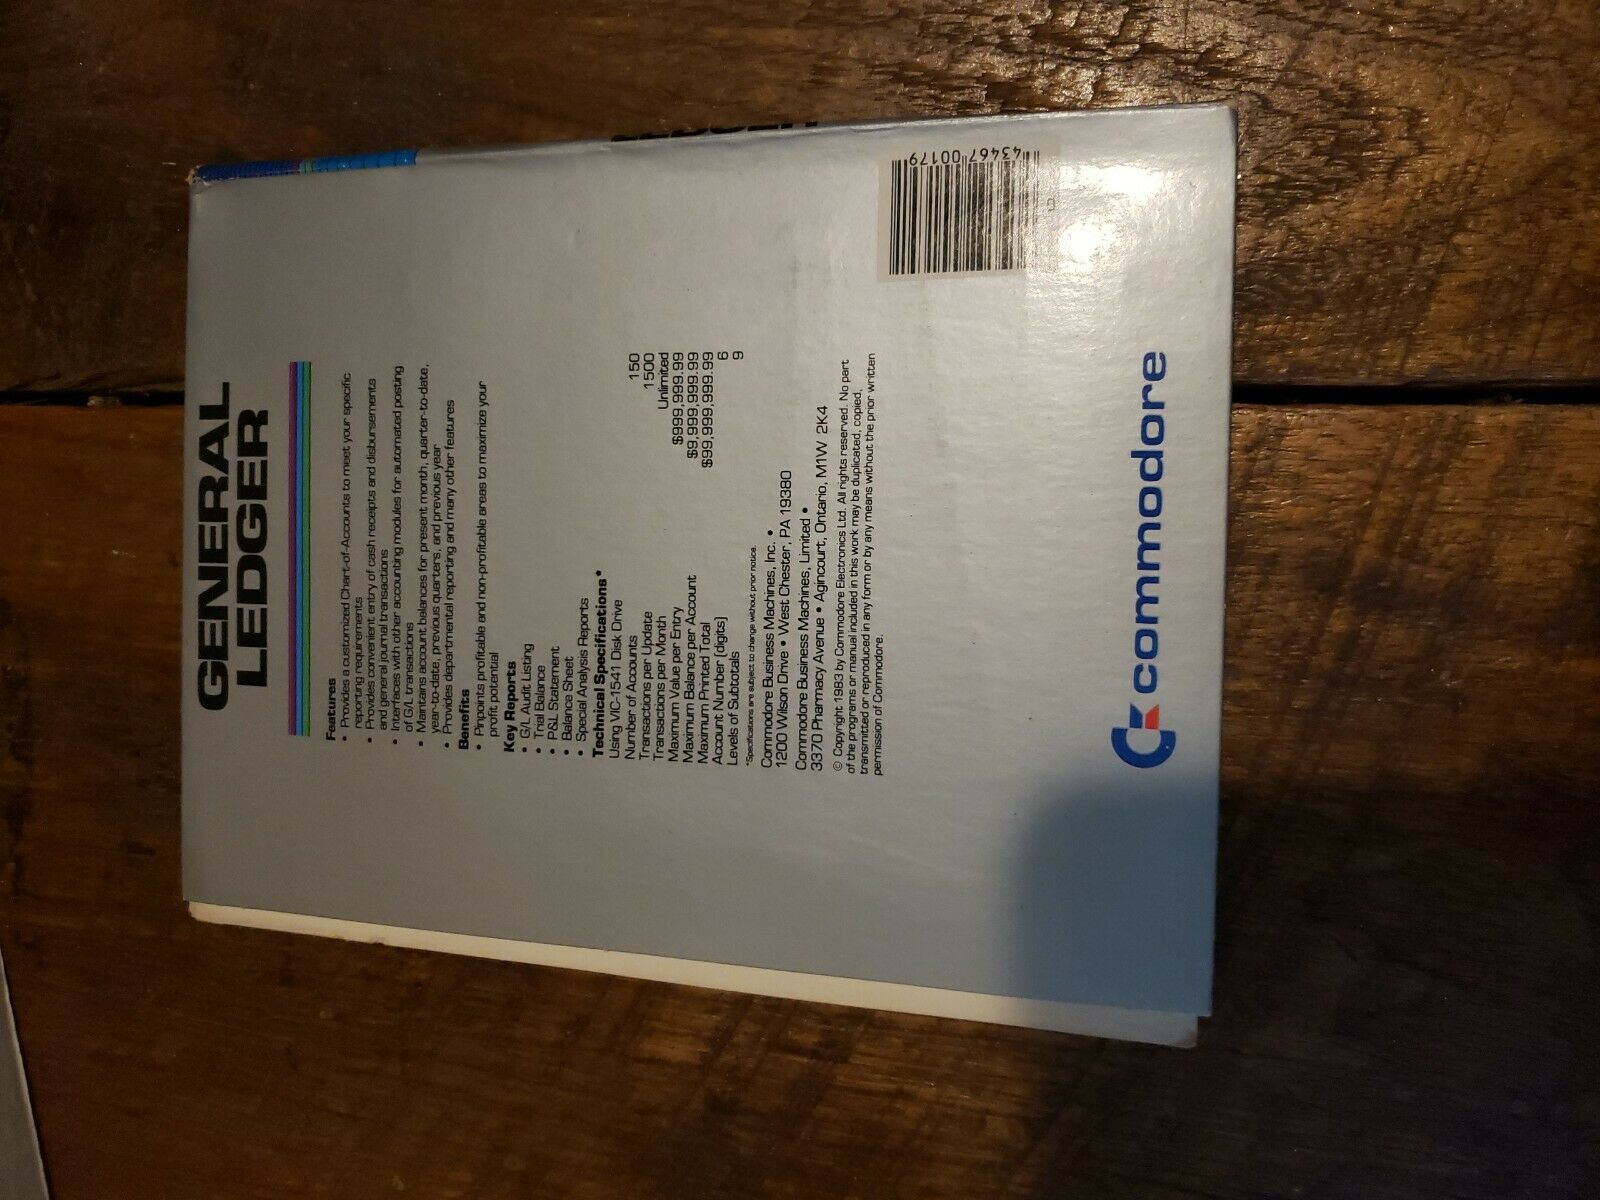 GENERAL
LEDGER
Features
• Provides a customized Chart-of-Accounts to meet your specific
reporting requirements
• Provides convenient entry of cash receipts and disbursements
and general journal transactions
• Interfaces with other accounting modules for automated posting
of G/L transactions
• Maintains account balances for present month, quarter-to-date,
year-to-date, previous quarters, and previous year
• Provides departmental reporting and many other features
Benefits
• Pinpoints profitable and non-profitable areas to maximize your
profit potential
Key Reports
• G/L Audit Listing
• Trial Balance
• P&L Statement
• Balance Sheet
• Special Analysis Reports
Technical Specifications*
Using VIC-1541 Disk Drive
Number of Accounts 150
Transactions per Update 1500
Transactions per Month Unlimited
Maximum Value per Entry $999,999.99
Maximum Balance per Account $9,999,999.99
Maximum Printed Total $99,999,999.99
Account Number [digits] 6
Levels of Subtotals 9
*Specifications are subject to change without prior notice.
Commodore Business Machines, Inc. •
1200 Wilson Drive • West Chester, PA 19380
Commodore Business Machines, Limited •
3370 Pharmacy Avenue • Agincourt, Ontario, M1W 2K4
© Copyright 1983 by Commodore Electronics Ltd. All rights reserved. No part
of the programs or manual included in this work may be duplicated, copied,
transmitted or reproduced in any form or by any means without the prior written
permission of Commodore.
43467 00179
commodore
LEDGER